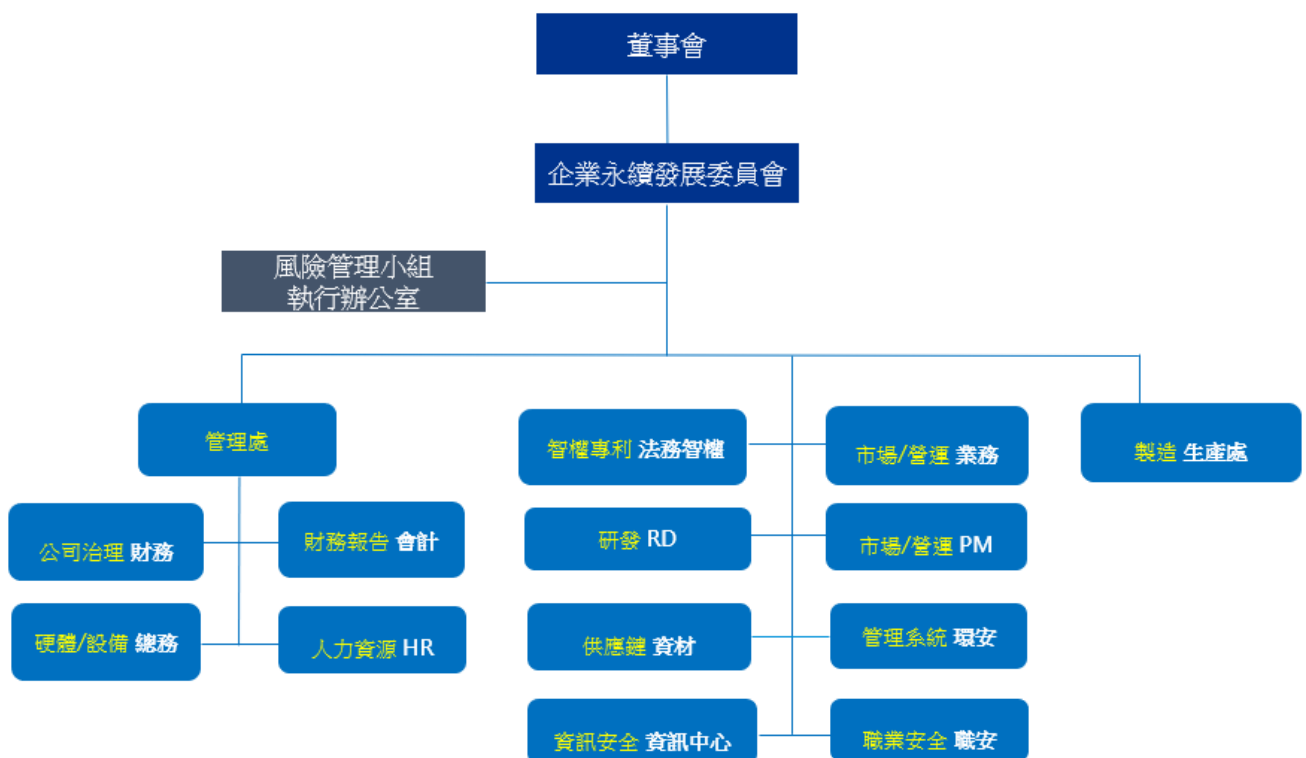 董事會
企業永續發展委員會
風險管理小組
執行辦公室
管理處
智權專利 法務智權
市場/營運 業務
製造 生產處
公司治理 財務
財務報告 會計
研發 RD
市場/營運 PM
硬體/設備 總務
人力資源 HR
供應鏈 資材
管理系統 環安
資訊安全 資訊中心
職業安全 職安